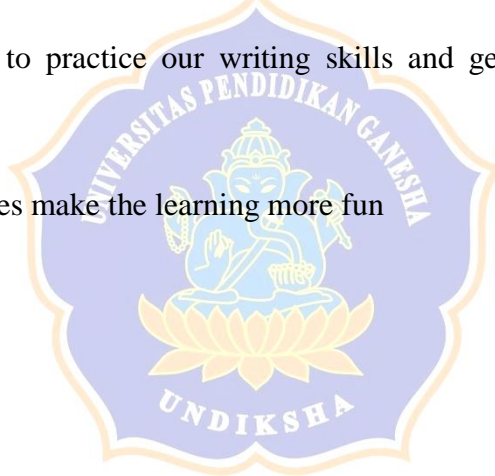 to practice our writing skills and ge
UNIVERSITAS PENDIDIKAN GANESHA
es make the learning more fun
UNDIKSHA